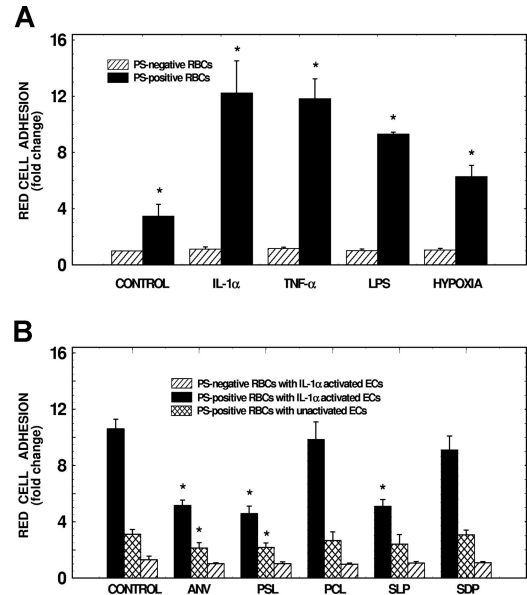 A
RED CELL ADHESION
(fold change)
16
12
8
4
0
PS-negative RBCs
PS-positive RBCs
*
*
*
*
*
CONTROL IL-1α TNF-α LPS HYPOXIA
B
RED CELL ADHESION
(fold change)
16
12
8
4
0
PS-negative RBCs with IL-1α activated ECs
PS-positive RBCs with IL-1α activated ECs
PS-positive RBCs with unactivated ECs
*
*
*
*
*
CONTROL ANV PSL PCL SLP SDP